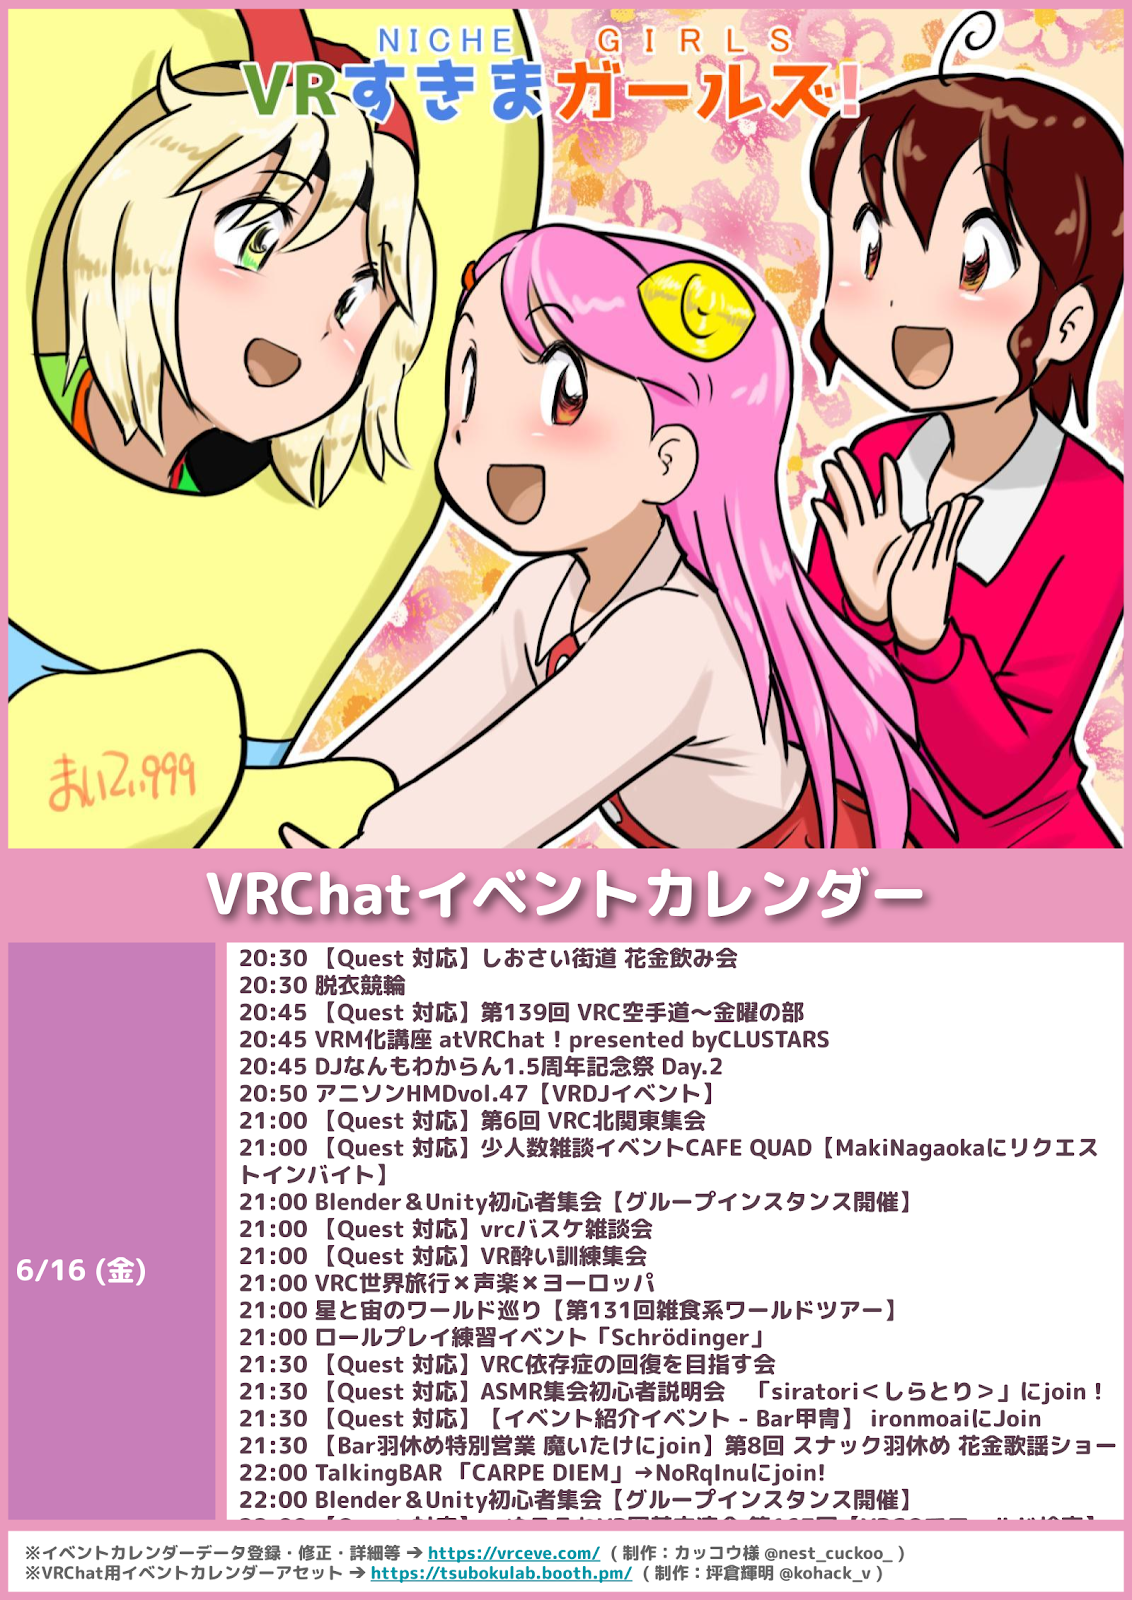 NICHE GIRLS
VRすきまガールズ!
まいてい999
VRChatイベントカレンダー
6/16 (金)
20:30 【Quest 対応】しおさい街道 花金飲み会
20:30 脱衣競輪
20:45 【Quest 対応】第139回 VRC空手道〜金曜の部
20:45 VRM化講座 atVRChat！presented byCLUSTARS
20:45 DJなんもわからん1.5周年記念祭 Day.2
20:50 アニソンHMDvol.47【VRDJイベント】
21:00 【Quest 対応】第6回 VRC北関東集会
21:00 【Quest 対応】少人数雑談イベントCAFE QUAD【MakiNagaokaにリクエス
トインバイト】
21:00 Blender＆Unity初心者集会【グループインスタンス開催】
21:00 【Quest 対応】vrcバスケ雑談会
21:00 【Quest 対応】VR酔い訓練集会
21:00 VRC世界旅行✖声楽✖ヨーロッパ
21:00 星と宙のワールド巡り【第131回雑食系ワールドツアー】
21:00 ロールプレイ練習イベント「Schrödinger」
21:30 【Quest 対応】VRC依存症の回復を目指す会
21:30 【Quest 対応】ASMR集会初心者説明会　「siratori＜しらとり＞」にjoin！
21:30 【Quest 対応】【イベント紹介イベント - Bar甲冑】 ironmoaiにJoin
21:30 【Bar羽休め特別営業 魔いたけにjoin】第8回 スナック羽休め 花金歌謡ショー
22:00 TalkingBAR 「CARPE DIEM」→NoRqInuにjoin!
22:00 Blender＆Unity初心者集会【グループインスタンス開催】
※イベントカレンダーデータ登録・修正・詳細等 ➔ https://vrceve.com/ （ 制作：カッコウ様 @nest_cuckoo_ ）
※VRChat用イベントカレンダーアセット ➔ https://tsubokulab.booth.pm/ （ 制作：坪倉輝明 @kohack_v ）